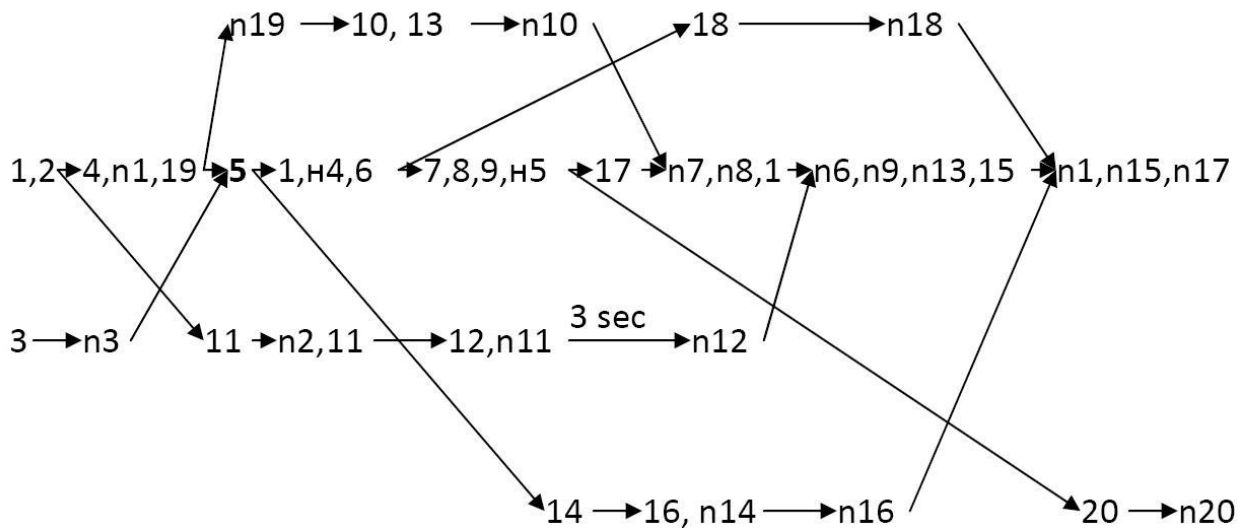 n19 10, 13 n10 18 n18
1,2 4,n1,19 5 1,н4,6 7,8,9,н5 17 n7,n8,1 n6,n9,n13,15 n1,n15,n17
3 sec
3 n3 11 n2,11 12,n11 n12
14 16, n14 n16 20 n20